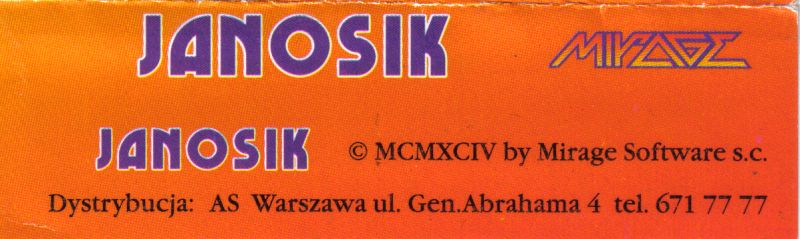 JANOSIK MIRAGE
JANOSIK © MCMXCIV by Mirage Software s.c.
Dystrybucja: AS Warszawa ul. Gen.Abrahama 4 tel. 671 77 77